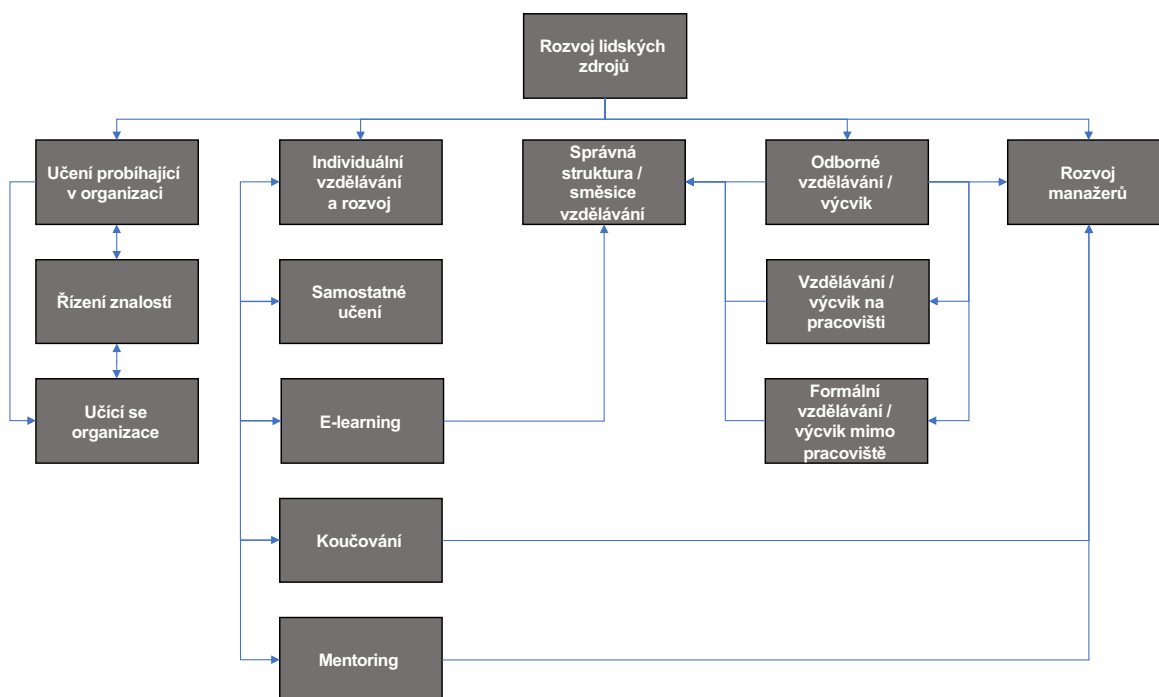 Rozvoj lidských
zdrojů
Učení probíhající
v organizaci
Individuální
vzdělávání
a rozvoj
Správná
struktura /
směsice
vzdělávání
Odborné
vzdělávání /
výcvik
Rozvoj
manažerů
Řízení znalostí
Samostatné
učení
Vzdělávání /
výcvik na
pracovišti
Učící se
organizace
E-learning
Formální
vzdělávání /
výcvik mimo
pracoviště
Koučování
Mentoring